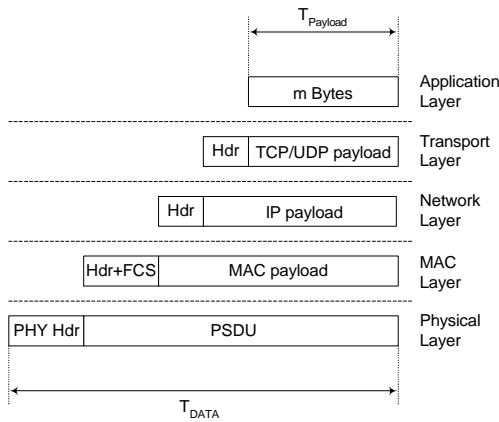 T_Payload
m Bytes
Application
Layer
Hdr
TCP/UDP payload
Transport
Layer
Hdr
IP payload
Network
Layer
Hdr+FCS
MAC payload
MAC
Layer
PHY Hdr
PSDU
Physical
Layer
T_DATA